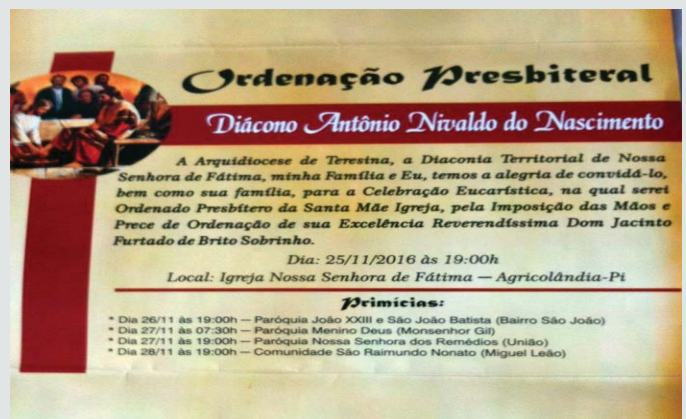 Ordenação Presbiteral
Diácono Antônio Nivaldo do Nascimento
A Arquidiocese de Teresina, a Diaconia Territorial de Nossa
Senhora de Fátima, minha Família e Eu, temos a alegria de convidá-lo,
bem como sua família, para a Celebração Eucarística, na qual serei
Ordenado Presbítero da Santa Mãe Igreja, pela Imposição das Mãos e
Prece de Ordenação de sua Excelência Reverendíssima Dom Jacinto
Furtado de Brito Sobrinho.
Dia: 25/11/2016 às 19:00h
Local: Igreja Nossa Senhora de Fátima — Agricolândia-Pi
Primícias:
* Dia 26/11 às 19:00h — Paróquia João XXIII e São João Batista (Bairro São João)
* Dia 27/11 às 07:30h — Paróquia Menino Deus (Monsenhor Gil)
* Dia 27/11 às 19:00h — Paróquia Nossa Senhora dos Remédios (União)
* Dia 28/11 às 19:00h — Comunidade São Raimundo Nonato (Miguel Leão)